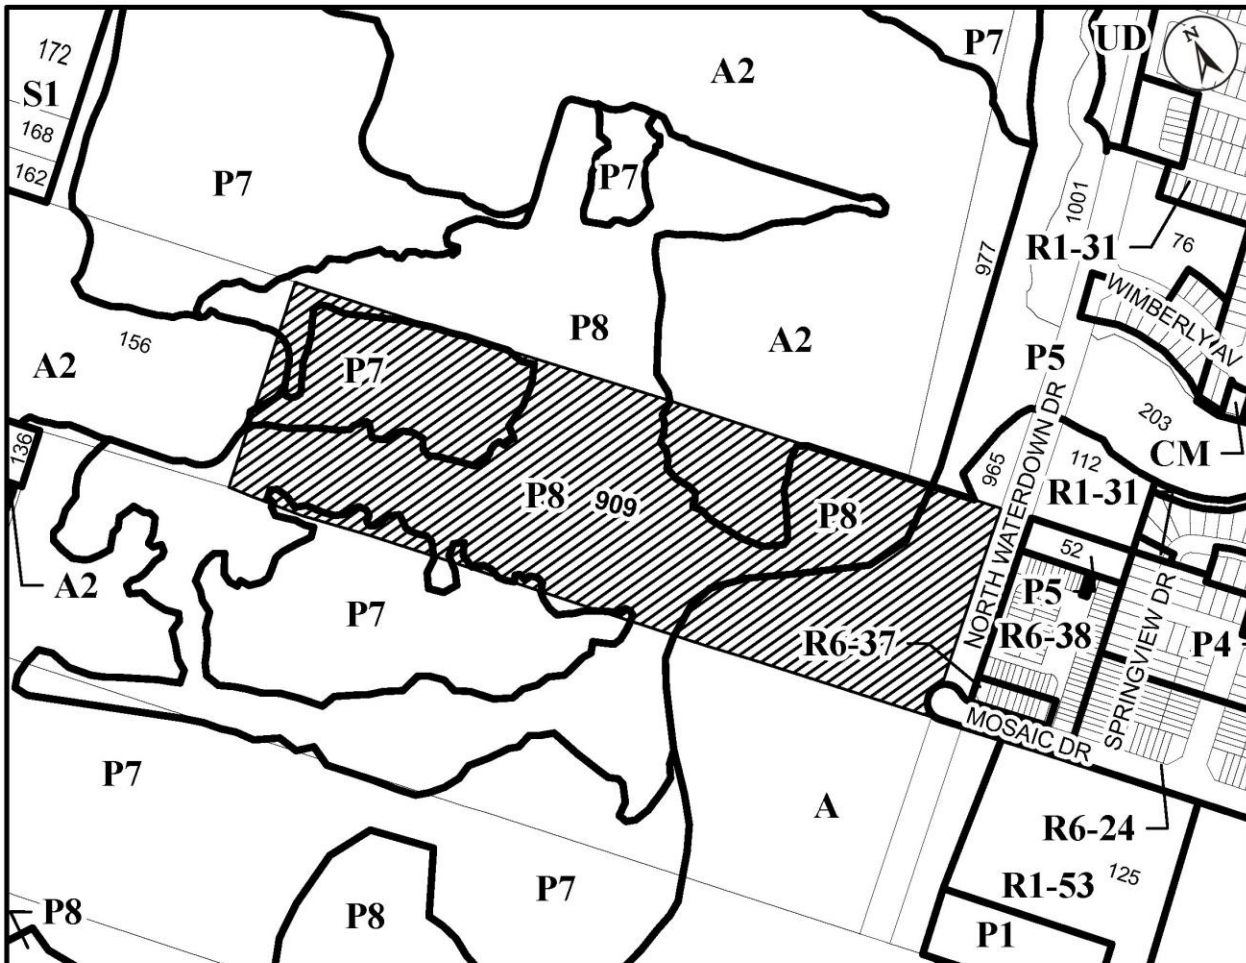 172
S1
168
162
P7
A2
P7
UD
N
P7
1001
R1-31
76
977
WIMBERLY AV
P8
A2
P5
156
A2
P7
NORTH WATERDOWN DR
203
CM
136
965
112
R1-31
P8
909
P8
52
A2
P7
P5
R6-38
R6-37
SPRINGVIEW DR
P4
MOSAIC DR
P7
A
R6-24
R1-53
125
P7
P8
P8
P1